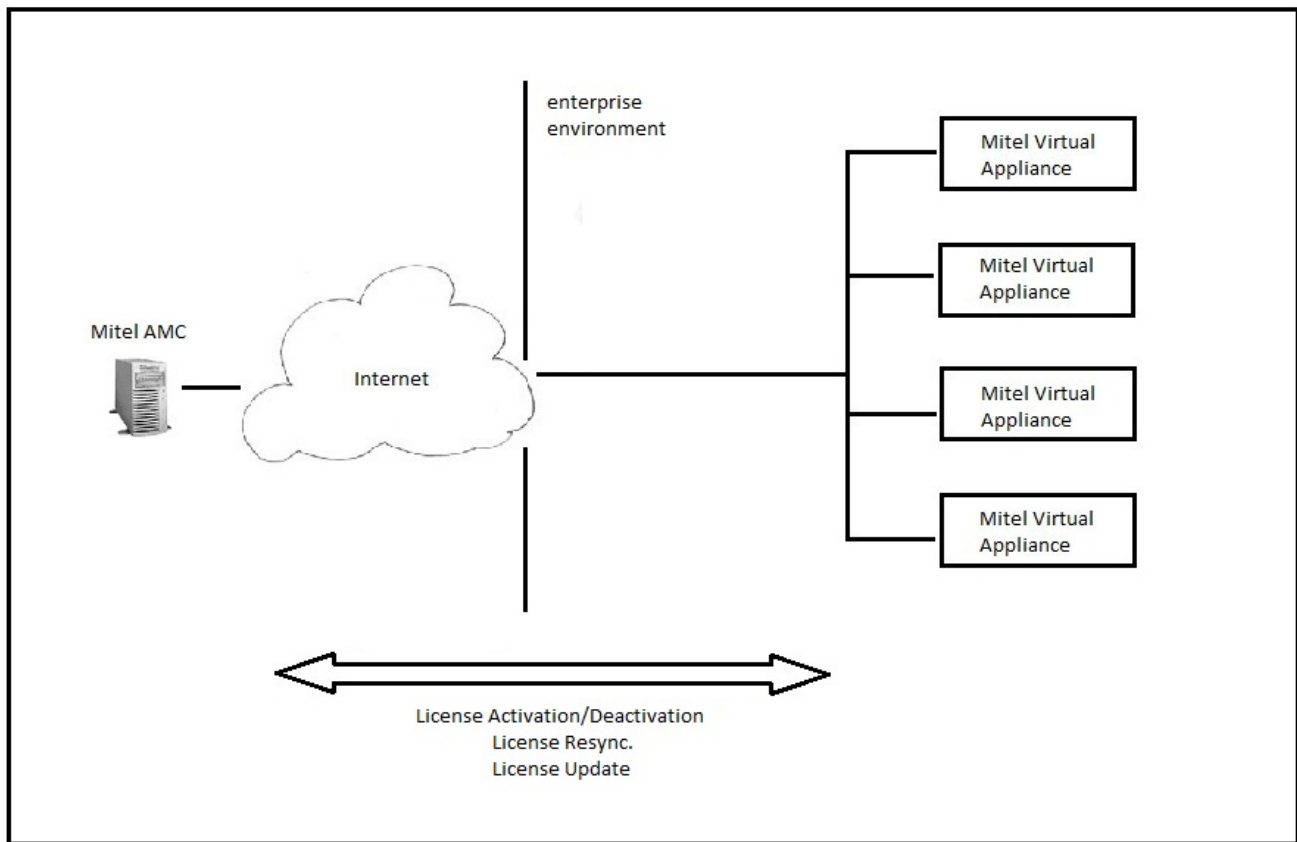 enterprise
environment
Mitel Virtual
Appliance
Mitel Virtual
Appliance
Mitel AMC
Internet
Mitel Virtual
Appliance
Mitel Virtual
Appliance
License Activation/Deactivation
License Resync.
License Update